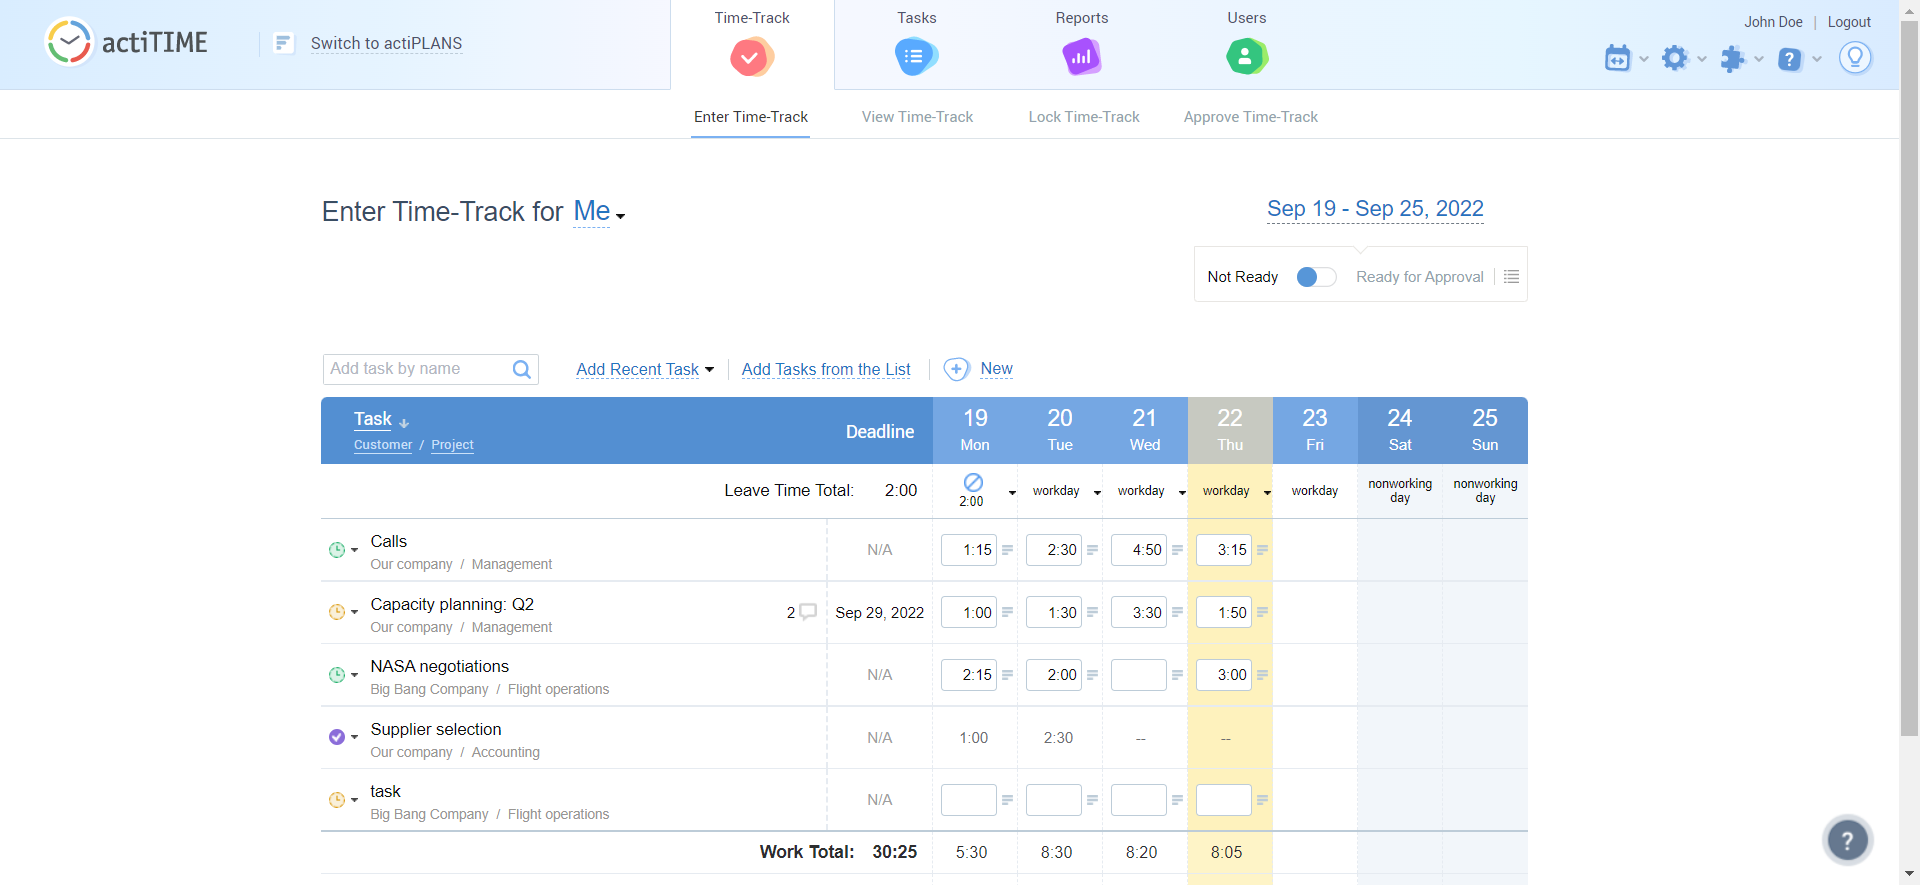 actiTIME
Switch to actiPLANS
Time-Track
Tasks
Reports
Users
John Doe | Logout
Enter Time-Track
View Time-Track
Lock Time-Track
Approve Time-Track
Enter Time-Track for Me
Sep 19 - Sep 25, 2022
Not Ready
Ready for Approval
Add task by name
Add Recent Task
Add Tasks from the List
New
Task
Customer / Project
Deadline
19 20 21 22 23 24 25
Mon Tue Wed Thu Fri Sat Sun
Leave Time Total: 2:00
2:00
workday
workday
workday
workday
nonworking
day
nonworking
day
Calls
Our company / Management
N/A 1:15 2:30 4:50 3:15
Capacity planning: Q2
Our company / Management
2 Sep 29, 2022 1:00 1:30 3:30 1:50
NASA negotiations
Big Bang Company / Flight operations
N/A 2:15 2:00 3:00
Supplier selection
Our company / Accounting
N/A 1:00 2:30 -- --
task
Big Bang Company / Flight operations
N/A
Work Total: 30:25 5:30 8:30 8:20 8:05
?
?